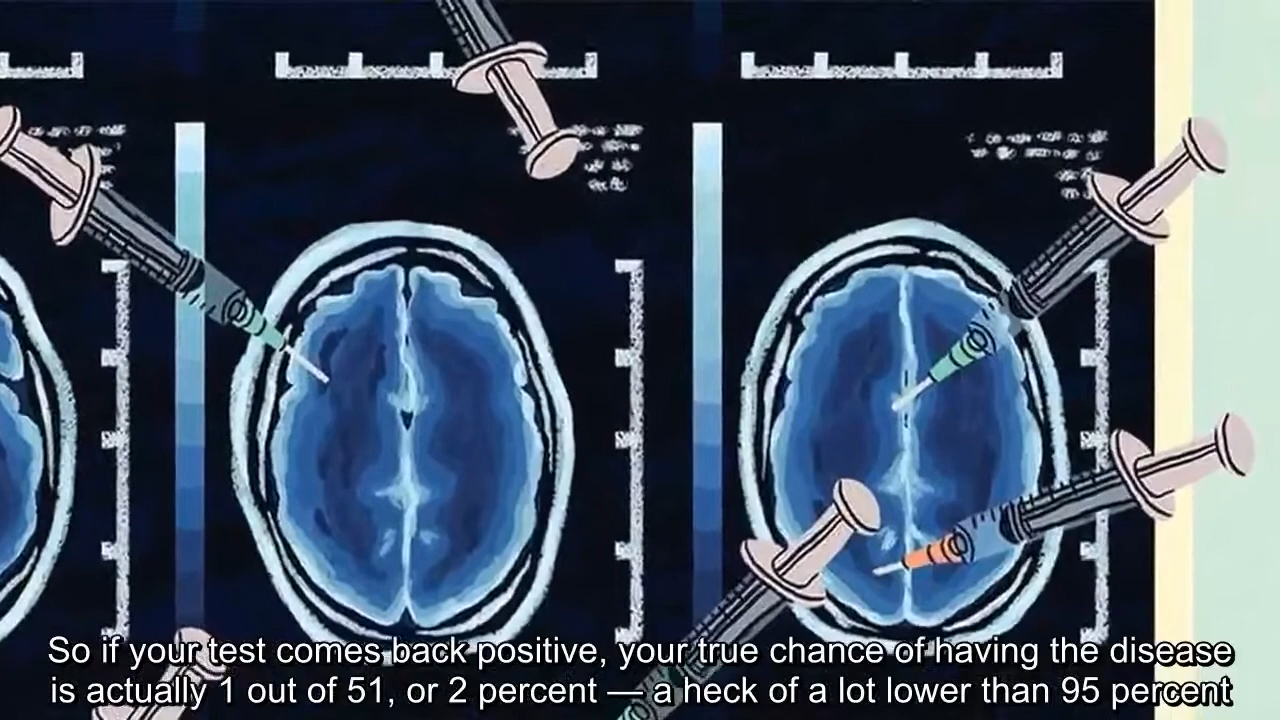 So if your test comes back positive, your true chance of having the disease
is actually 1 out of 51, or 2 percent — a heck of a lot lower than 95 percent